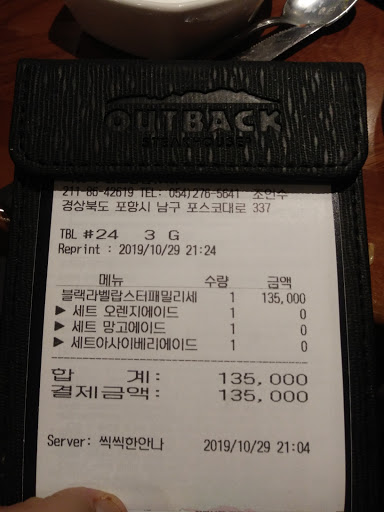 OUTBACK
STEAKHOUSE
211-86-42619 TEL: 054)276-5641 조인수
경상북도 포항시 남구 포스코대로 337
TBL #24 3 G
Reprint : 2019/10/29 21:24
메뉴 수량 금액
블랙라벨랍스터패밀리세 1 135,000
▶ 세트 오렌지에이드 1 0
▶ 세트 망고에이드 1 0
▶ 세트아사이베리에이드 1 0
합 계: 135,000
결제금액: 135,000
Server: 씩씩한안나 2019/10/29 21:04